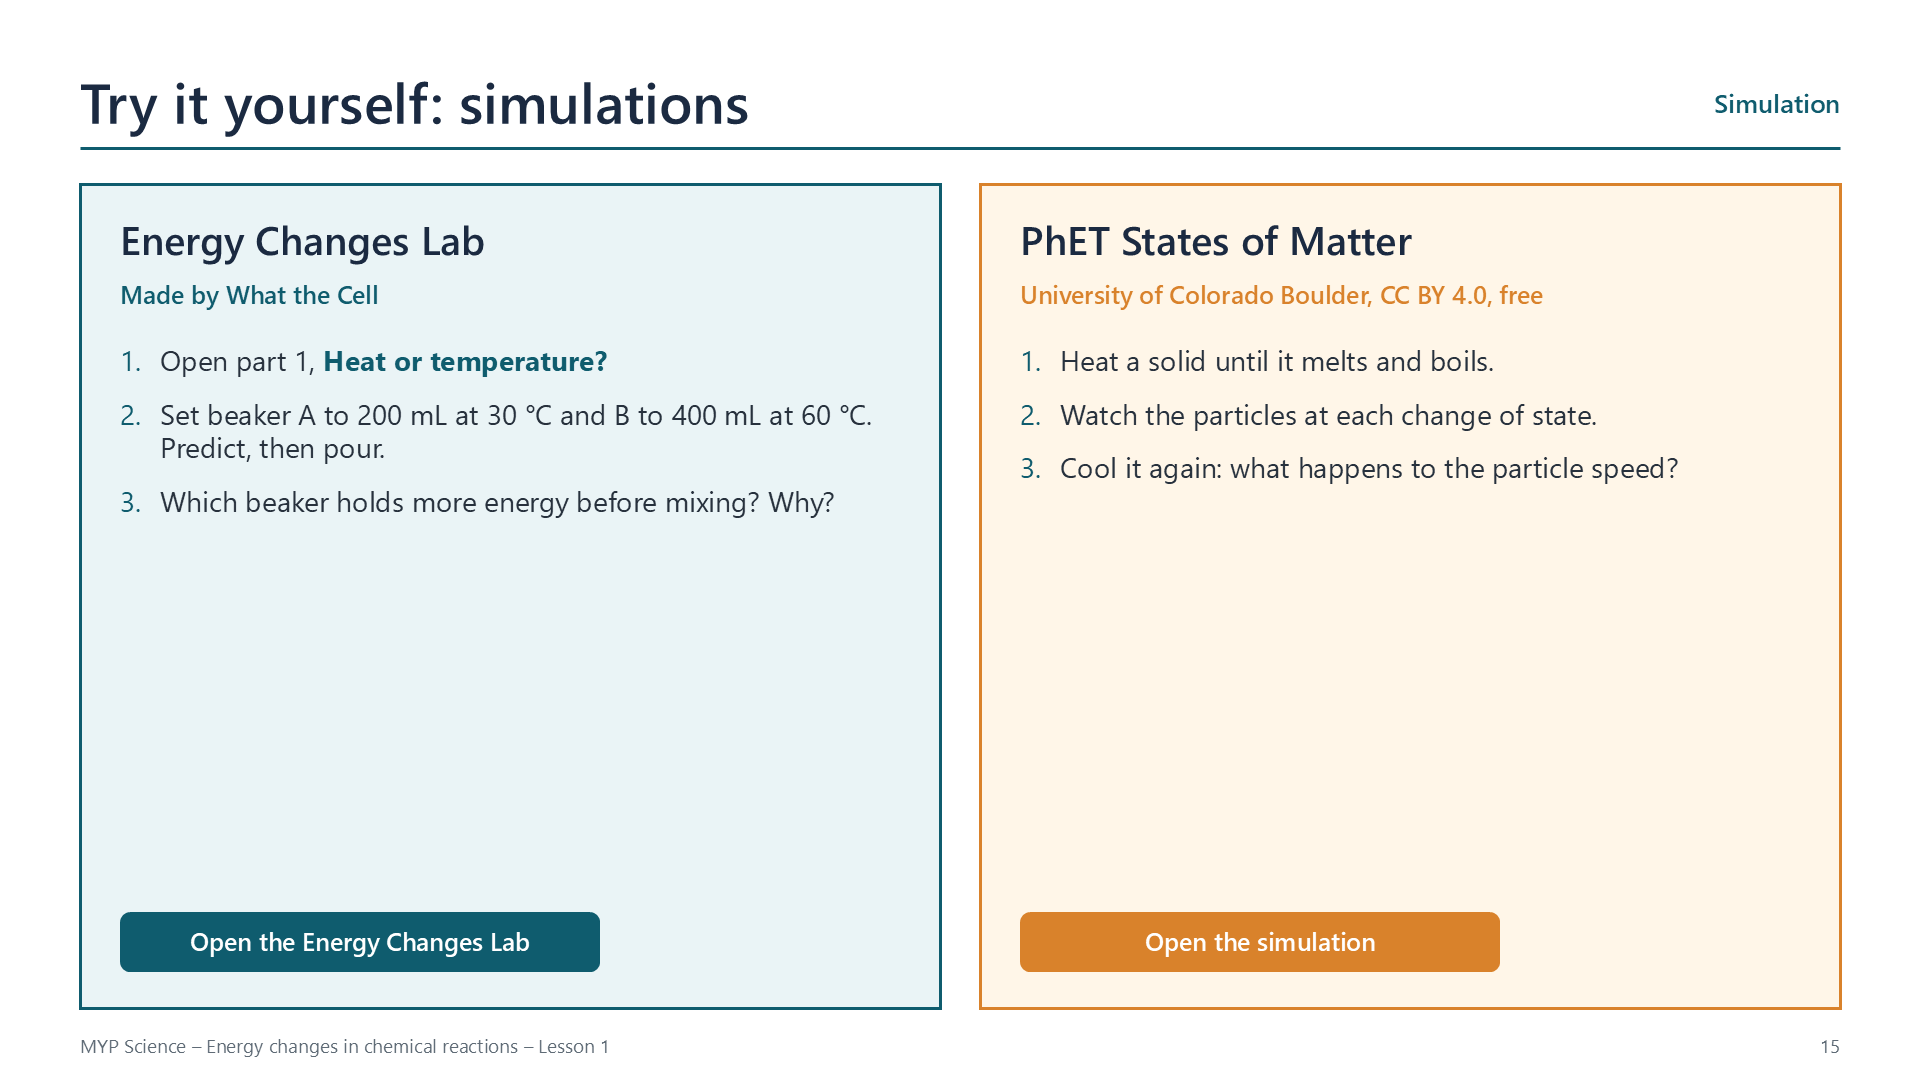 Try it yourself: simulations
Simulation
Energy Changes Lab
Made by What the Cell
1. Open part 1, Heat or temperature?
2. Set beaker A to 200 mL at 30 °C and B to 400 mL at 60 °C.
Predict, then pour.
3. Which beaker holds more energy before mixing? Why?
Open the Energy Changes Lab
PhET States of Matter
University of Colorado Boulder, CC BY 4.0, free
1. Heat a solid until it melts and boils.
2. Watch the particles at each change of state.
3. Cool it again: what happens to the particle speed?
Open the simulation
MYP Science – Energy changes in chemical reactions – Lesson 1
15